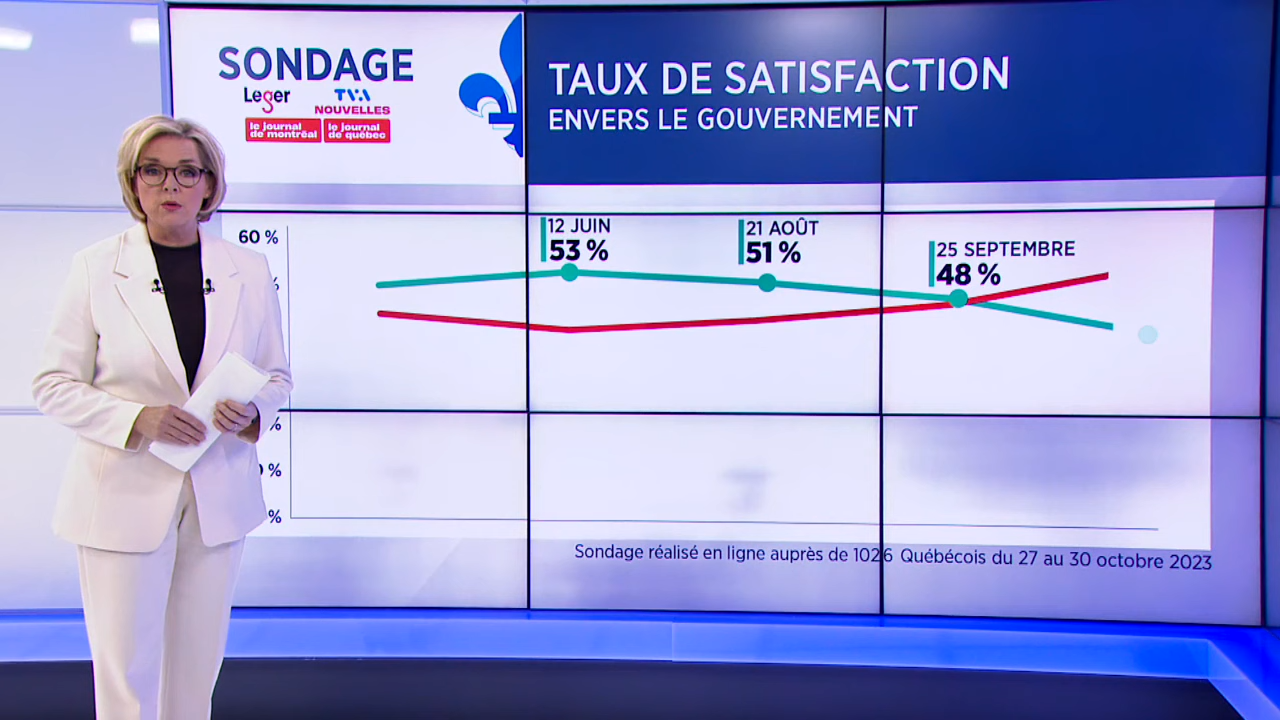 SONDAGE
Leger
TVA
NOUVELLES
le journal
de montréal
le journal
de québec
TAUX DE SATISFACTION
ENVERS LE GOUVERNEMENT
60 %
12 JUIN
53 %
21 AOÛT
51 %
25 SEPTEMBRE
48 %
%
%
%
Sondage réalisé en ligne auprès de 1026 Québécois du 27 au 30 octobre 2023